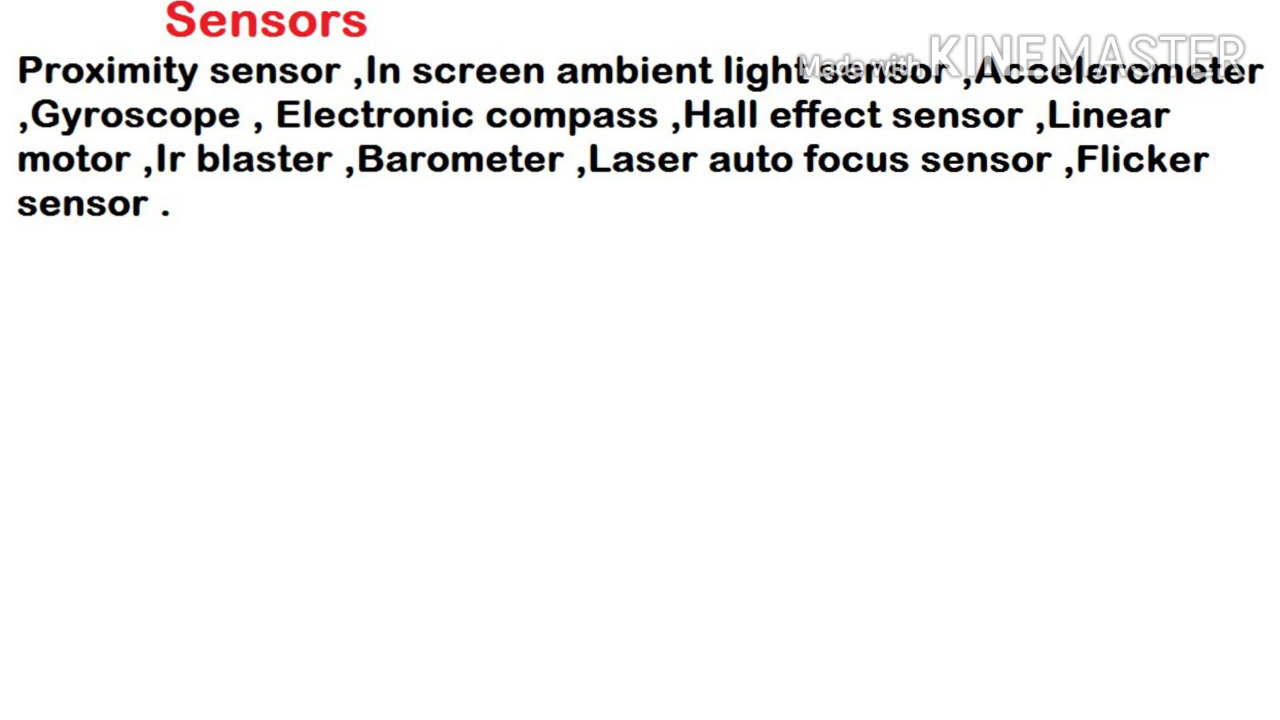 Sensors
Made with KINEMASTER
Proximity sensor ,In screen ambient light sensor ,Accelerometer
,Gyroscope , Electronic compass ,Hall effect sensor ,Linear
motor ,Ir blaster ,Barometer ,Laser auto focus sensor ,Flicker
sensor .